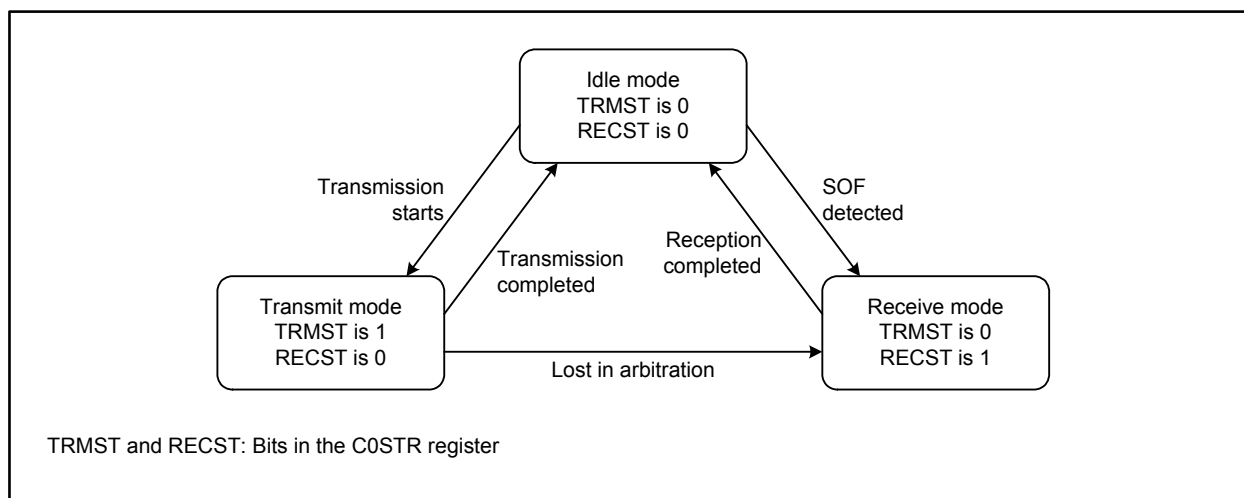 Idle mode
TRMST is 0
RECST is 0
Transmission
starts
SOF
detected
Transmission
completed
Reception
completed
Transmit mode
TRMST is 1
RECST is 0
Receive mode
TRMST is 0
RECST is 1
Lost in arbitration
TRMST and RECST: Bits in the C0STR register